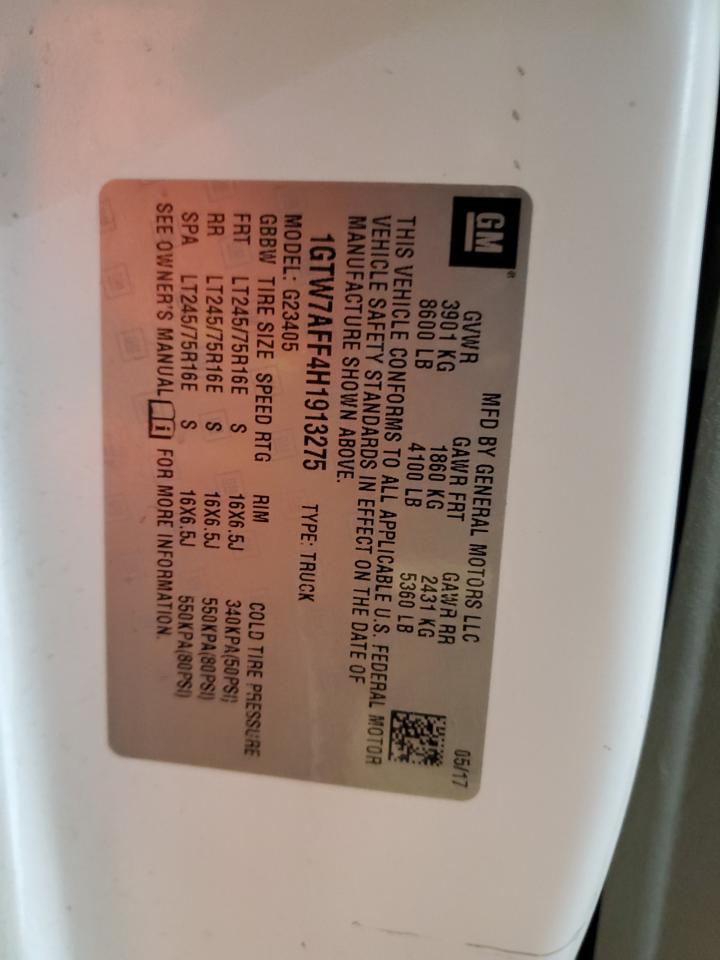 GM®
MFD BY GENERAL MOTORS LLC 05/17
GVWR GAWR FRT GAWR RR
3901 KG 1860 KG 2431 KG
8600 LB 4100 LB 5360 LB
THIS VEHICLE CONFORMS TO ALL APPLICABLE U.S. FEDERAL MOTOR
VEHICLE SAFETY STANDARDS IN EFFECT ON THE DATE OF
MANUFACTURE SHOWN ABOVE.
1GTW7AFF4H1913275 TYPE: TRUCK
MODEL: G23405
GBBW TIRE SIZE SPEED RTG RIM COLD TIRE PRESSURE
FRT LT245/75R16E S 16X6.5J 340KPA(50PSI)
RR LT245/75R16E S 16X6.5J 550KPA(80PSI)
SPA LT245/75R16E S 16X6.5J 550KPA(80PSI)
SEE OWNER'S MANUAL i FOR MORE INFORMATION.